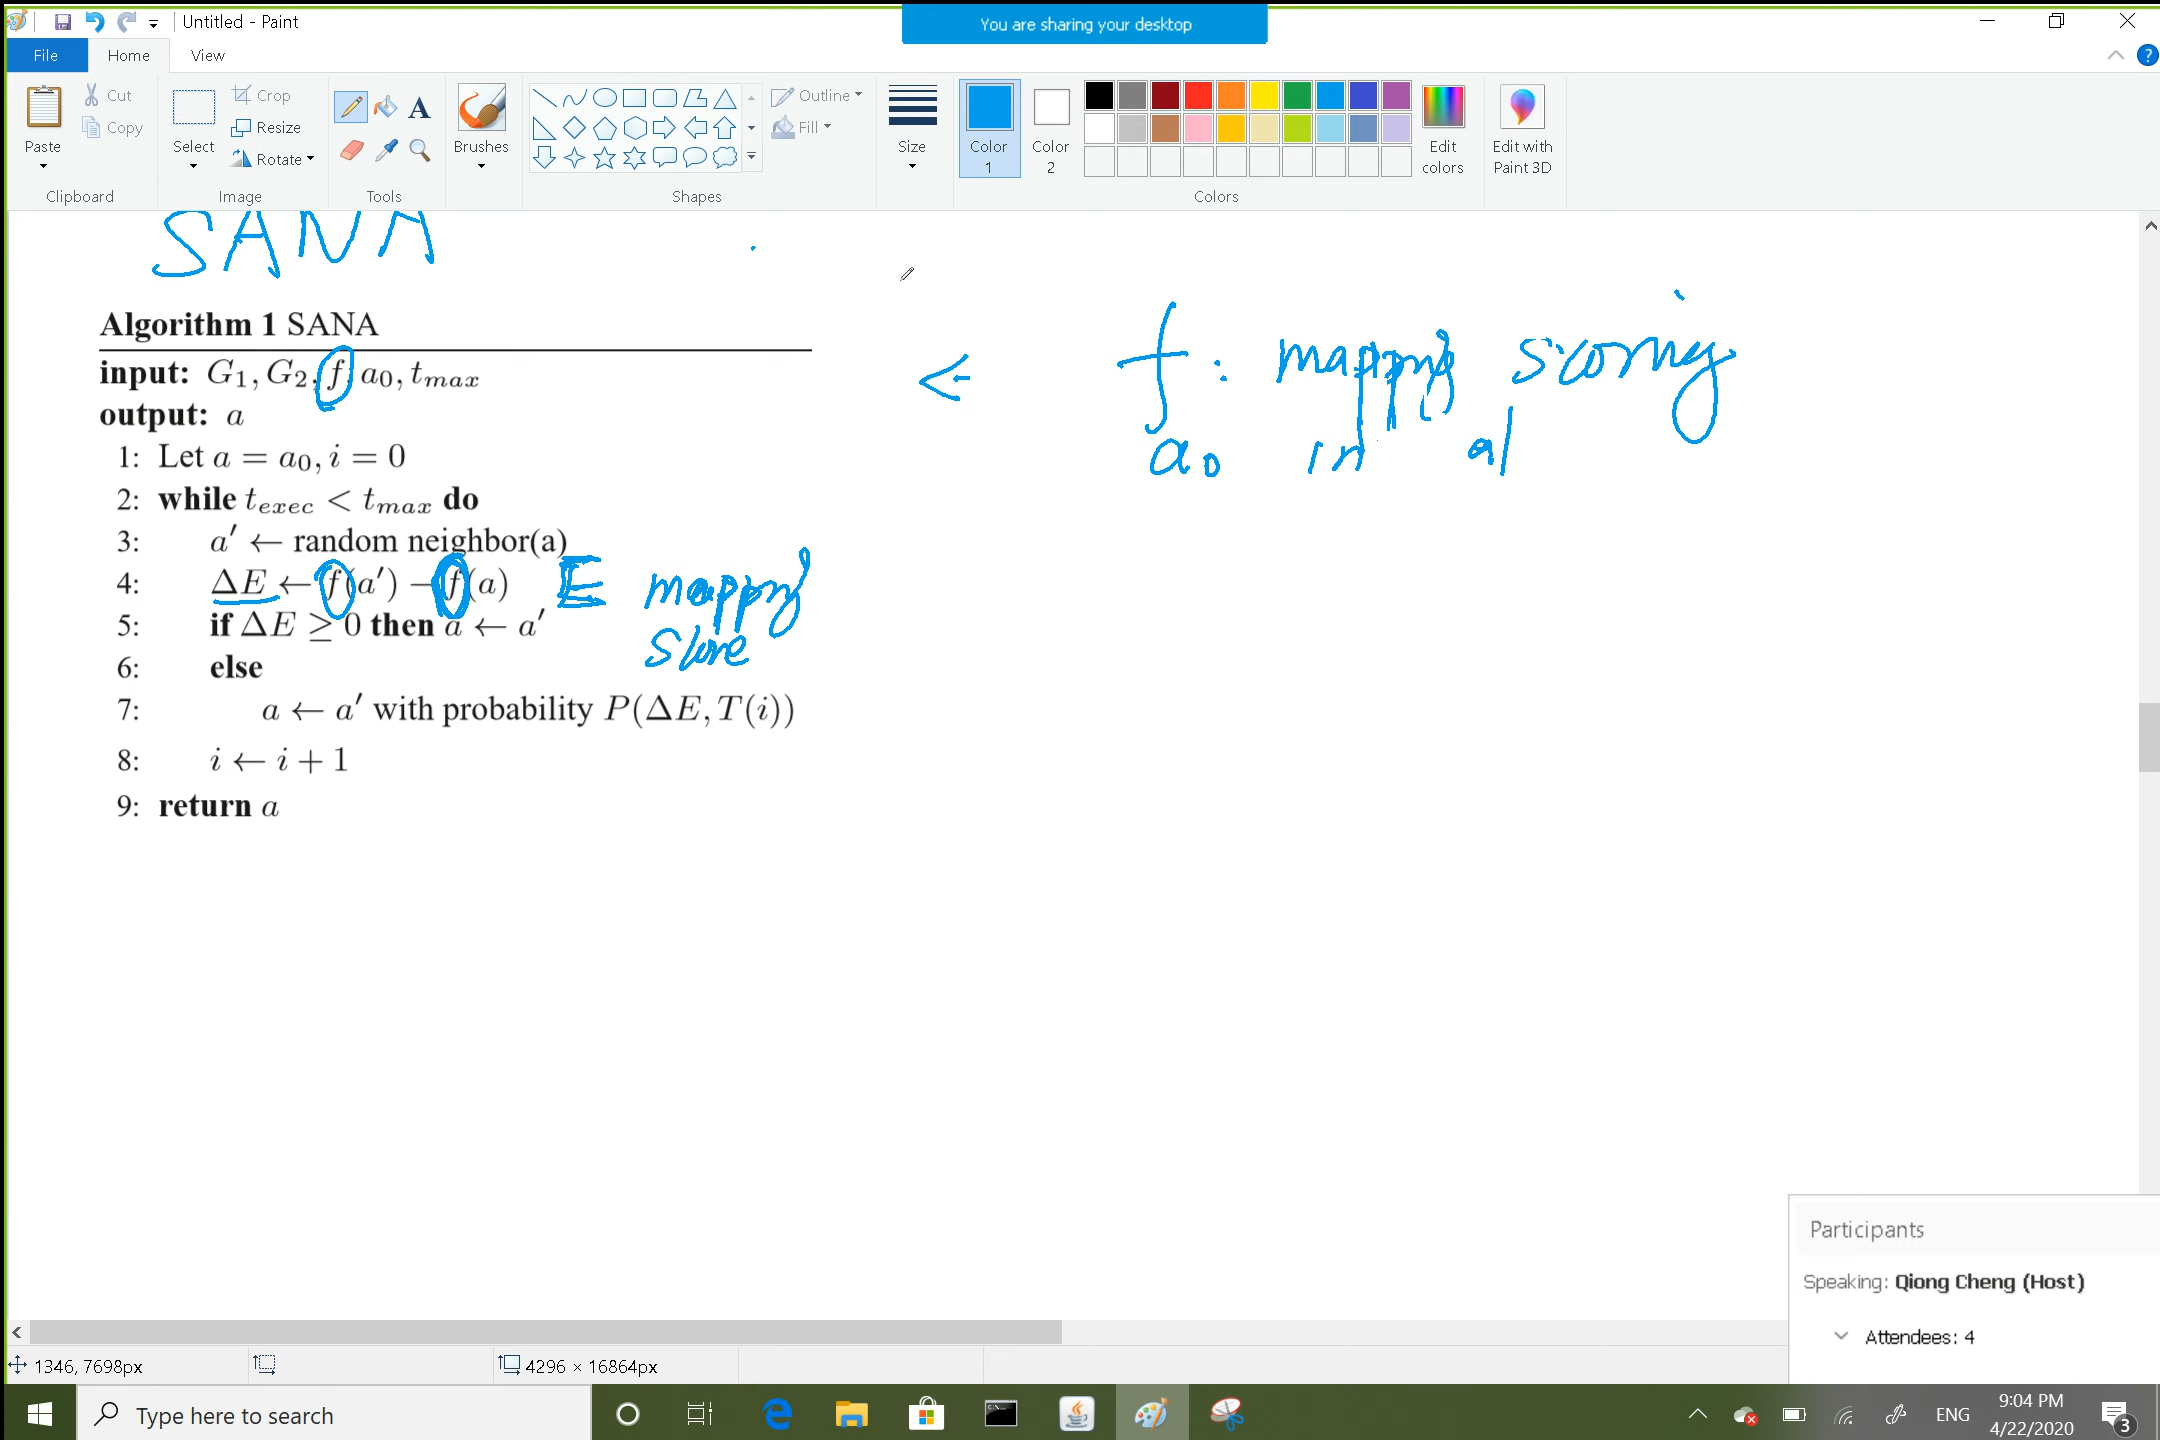 Untitled - Paint
You are sharing your desktop
File Home View
Paste
Cut
Copy
Clipboard
Select
Crop
Resize
Rotate
Image
Tools
Brushes
Shapes
Outline
Fill
Size
Color 1
Color 2
Colors
Edit colors
Edit with Paint 3D
SANA
Algorithm 1 SANA
input: G₁, G₂, f, a₀, tₘₐₓ
output: a
1: Let a = a₀, i = 0
2: while t_exec < t_max do
3: a′ ← random neighbor(a)
4: ΔE ← f(a′) − f(a)
5: if ΔE ≥ 0 then a ← a′
6: else
7: a ← a′ with probability P(ΔE, T(i))
8: i ← i + 1
9: return a
E mapping
score
f : mapping scoring
a₀ in al
Participants
Speaking: Qiong Cheng (Host)
Attendees: 4
1346, 7698px
4296 × 16864px
Type here to search
ENG
9:04 PM
4/22/2020
3